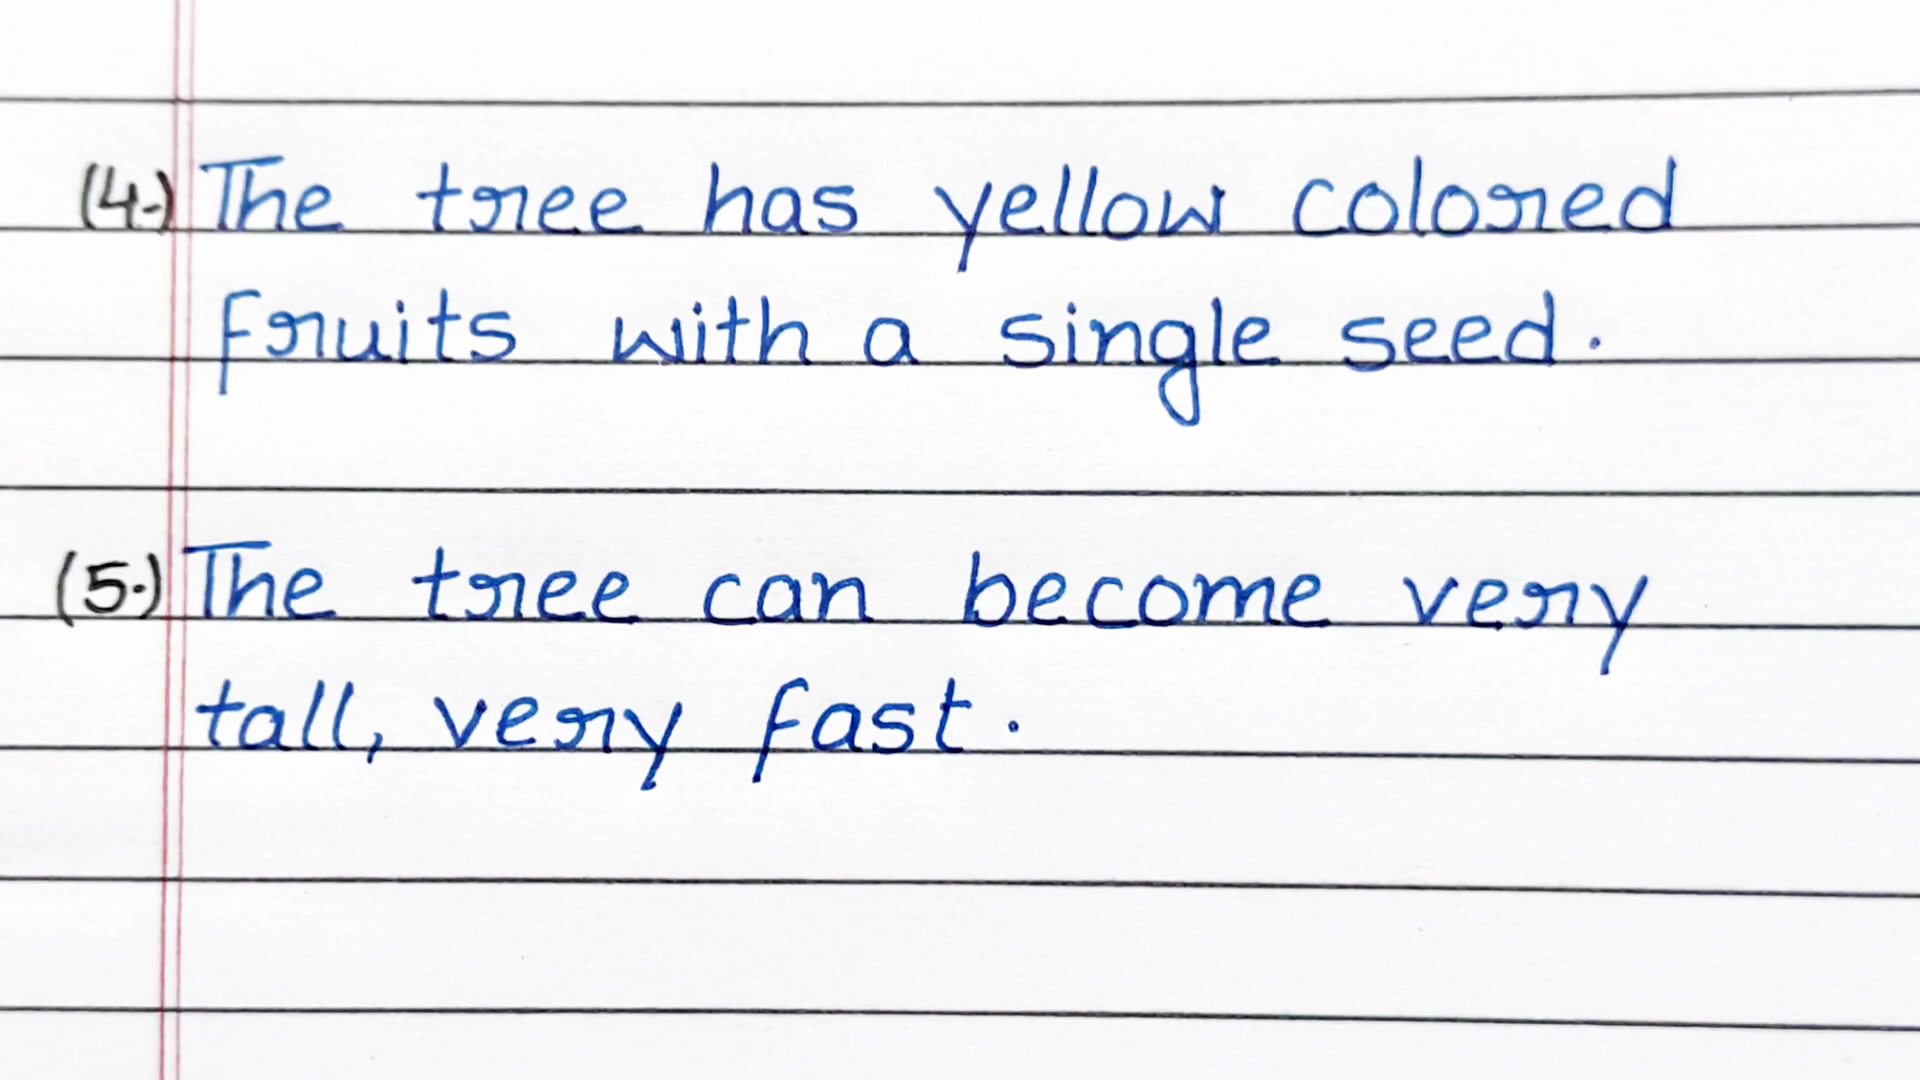 (4.) The tree has yellow colored
fruits with a single seed.
(5.) The tree can become very
tall, very fast.